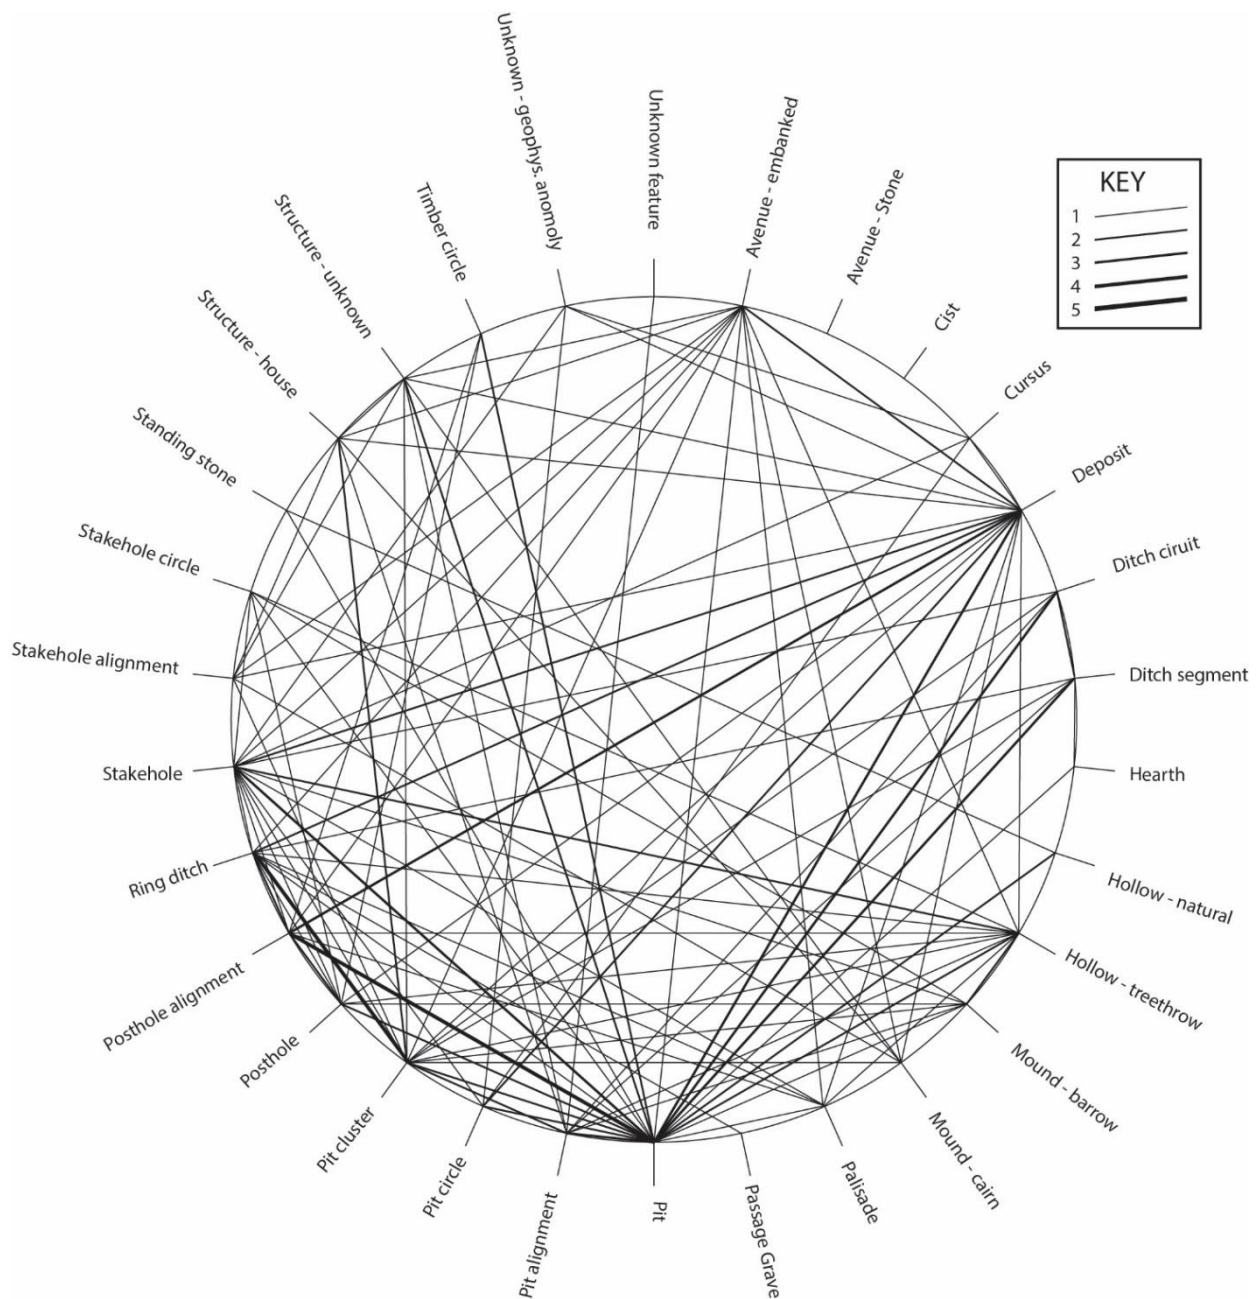 Unknown feature
Avenue - embanked
Avenue - Stone
Cist
Cursus
Deposit
Ditch ciruit
Ditch segment
Hearth
Hollow - natural
Hollow - treethrow
Mound - barrow
Mound - cairn
Palisade
Passage Grave
Pit
Pit alignment
Pit circle
Pit cluster
Posthole
Posthole alignment
Ring ditch
Stakehole
Stakehole alignment
Stakehole circle
Standing stone
Structure - house
Structure - unknown
Timber circle
Unknown - geophys. anomoly
KEY
1
2
3
4
5